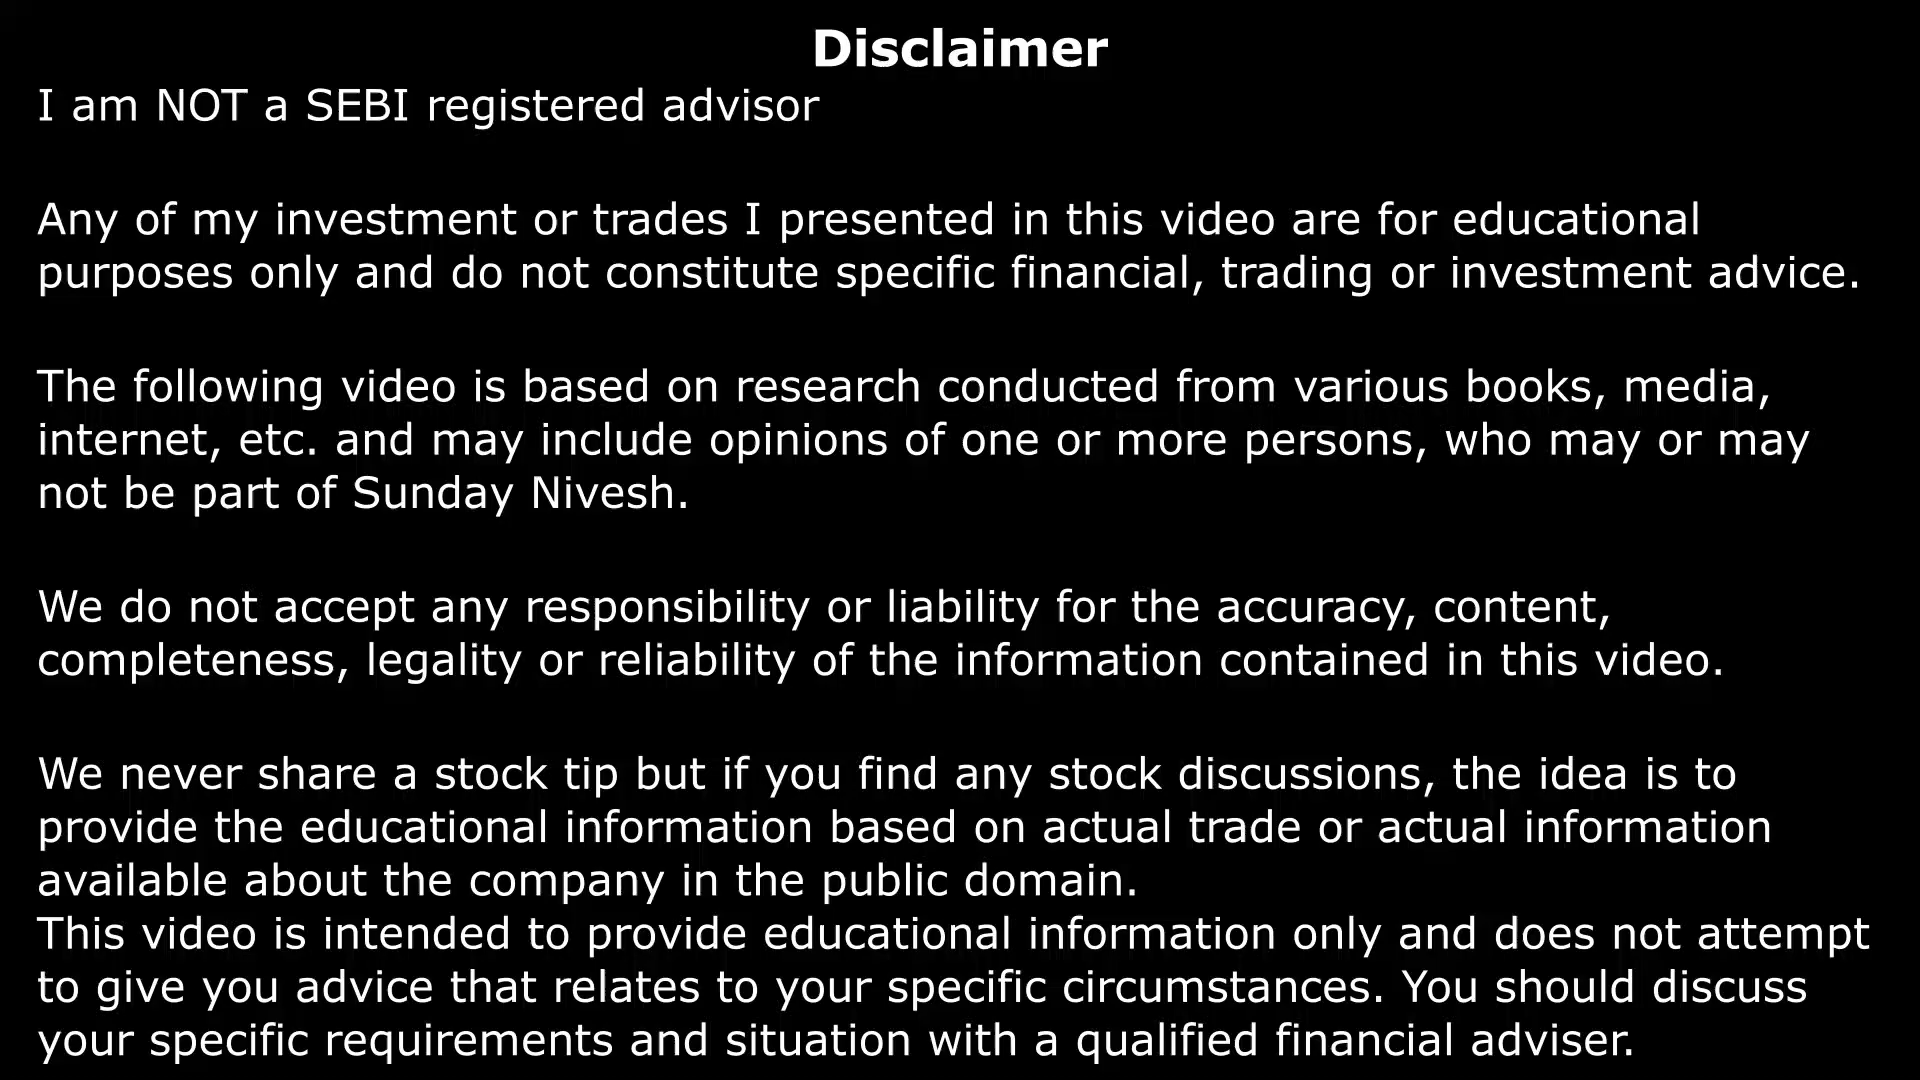 Disclaimer
I am NOT a SEBI registered advisor
Any of my investment or trades I presented in this video are for educational
purposes only and do not constitute specific financial, trading or investment advice.
The following video is based on research conducted from various books, media,
internet, etc. and may include opinions of one or more persons, who may or may
not be part of Sunday Nivesh.
We do not accept any responsibility or liability for the accuracy, content,
completeness, legality or reliability of the information contained in this video.
We never share a stock tip but if you find any stock discussions, the idea is to
provide the educational information based on actual trade or actual information
available about the company in the public domain.
This video is intended to provide educational information only and does not attempt
to give you advice that relates to your specific circumstances. You should discuss
your specific requirements and situation with a qualified financial adviser.